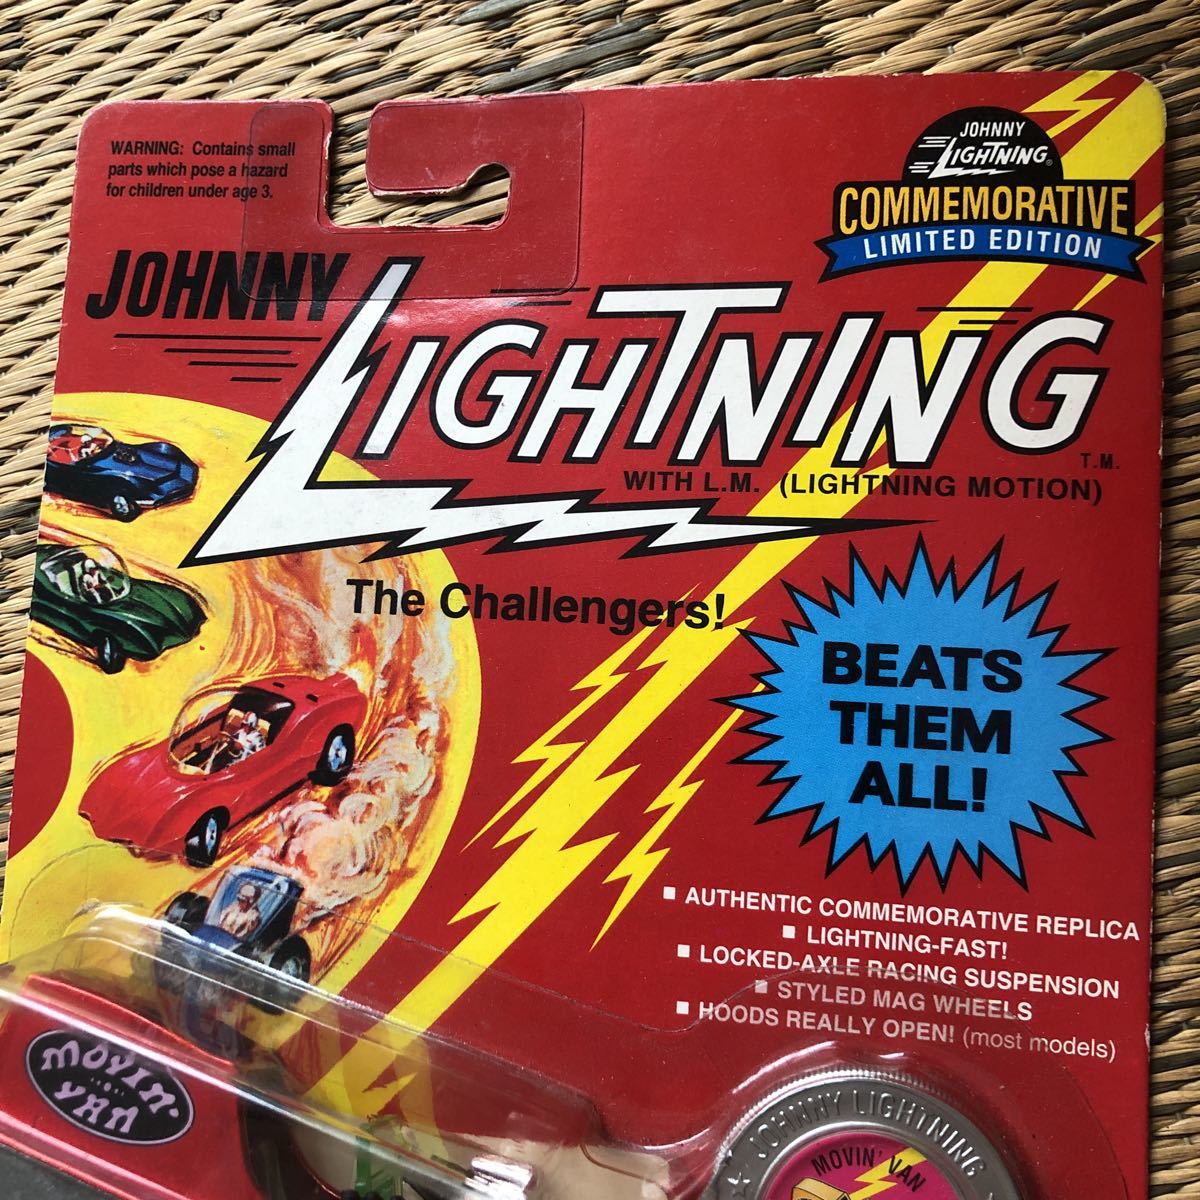 WARNING: Contains small
parts which pose a hazard
for children under age 3.
JOHNNY
LIGHTNING®
COMMEMORATIVE
LIMITED EDITION
JOHNNY
LIGHTNING
T.M.
WITH L.M. (LIGHTNING MOTION)
The Challengers!
BEATS
THEM
ALL!
▪ AUTHENTIC COMMEMORATIVE REPLICA
▪ LIGHTNING-FAST!
▪ LOCKED-AXLE RACING SUSPENSION
▪ STYLED MAG WHEELS
▪ HOODS REALLY OPEN! (most models)
MOVIN'
VAN
JOHNNY LIGHTNING
MOVIN' VAN